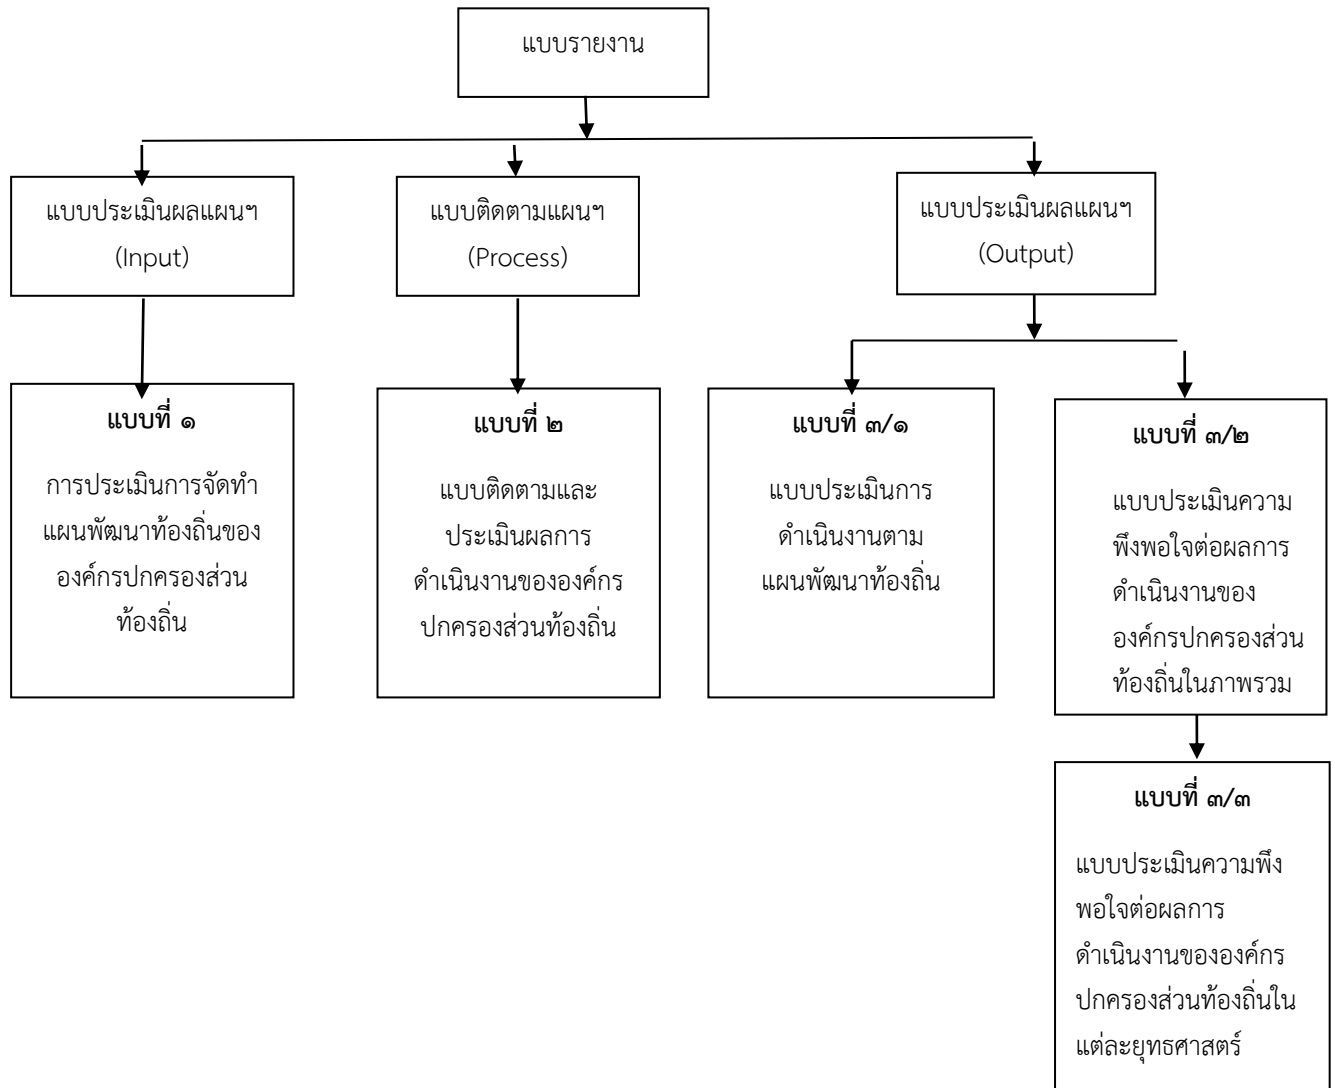 แบบรายงาน
แบบประเมินผลแผนฯ
(Input)
แบบติดตามแผนฯ
(Process)
แบบประเมินผลแผนฯ
(Output)
แบบที่ ๑
การประเมินการจัดทำ
แผนพัฒนาท้องถิ่นของ
องค์กรปกครองส่วน
ท้องถิ่น
แบบที่ ๒
แบบติดตามและ
ประเมินผลการ
ดำเนินงานขององค์กร
ปกครองส่วนท้องถิ่น
แบบที่ ๓/๑
แบบประเมินการ
ดำเนินงานตาม
แผนพัฒนาท้องถิ่น
แบบที่ ๓/๒
แบบประเมินความ
พึงพอใจต่อผลการ
ดำเนินงานของ
องค์กรปกครองส่วน
ท้องถิ่นในภาพรวม
แบบที่ ๓/๓
แบบประเมินความพึง
พอใจต่อผลการ
ดำเนินงานขององค์กร
ปกครองส่วนท้องถิ่นใน
แต่ละยุทธศาสตร์